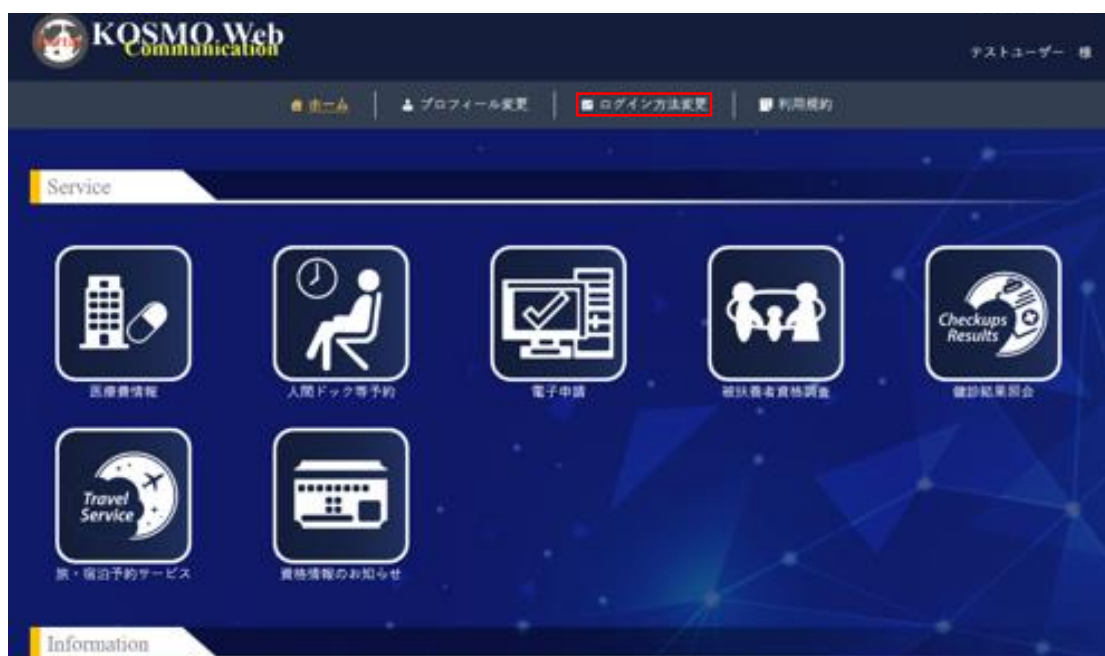 Portal
KOSMO Web
Communication
テストユーザー 様
ホーム
プロフィール変更
ログイン方法変更
利用規約
Service
医療費情報
人間ドック等予約
電子申請
被扶養者資格調査
Checkups
Results
健診結果照会
Travel
Service
旅・宿泊予約サービス
資格情報のお知らせ
Information